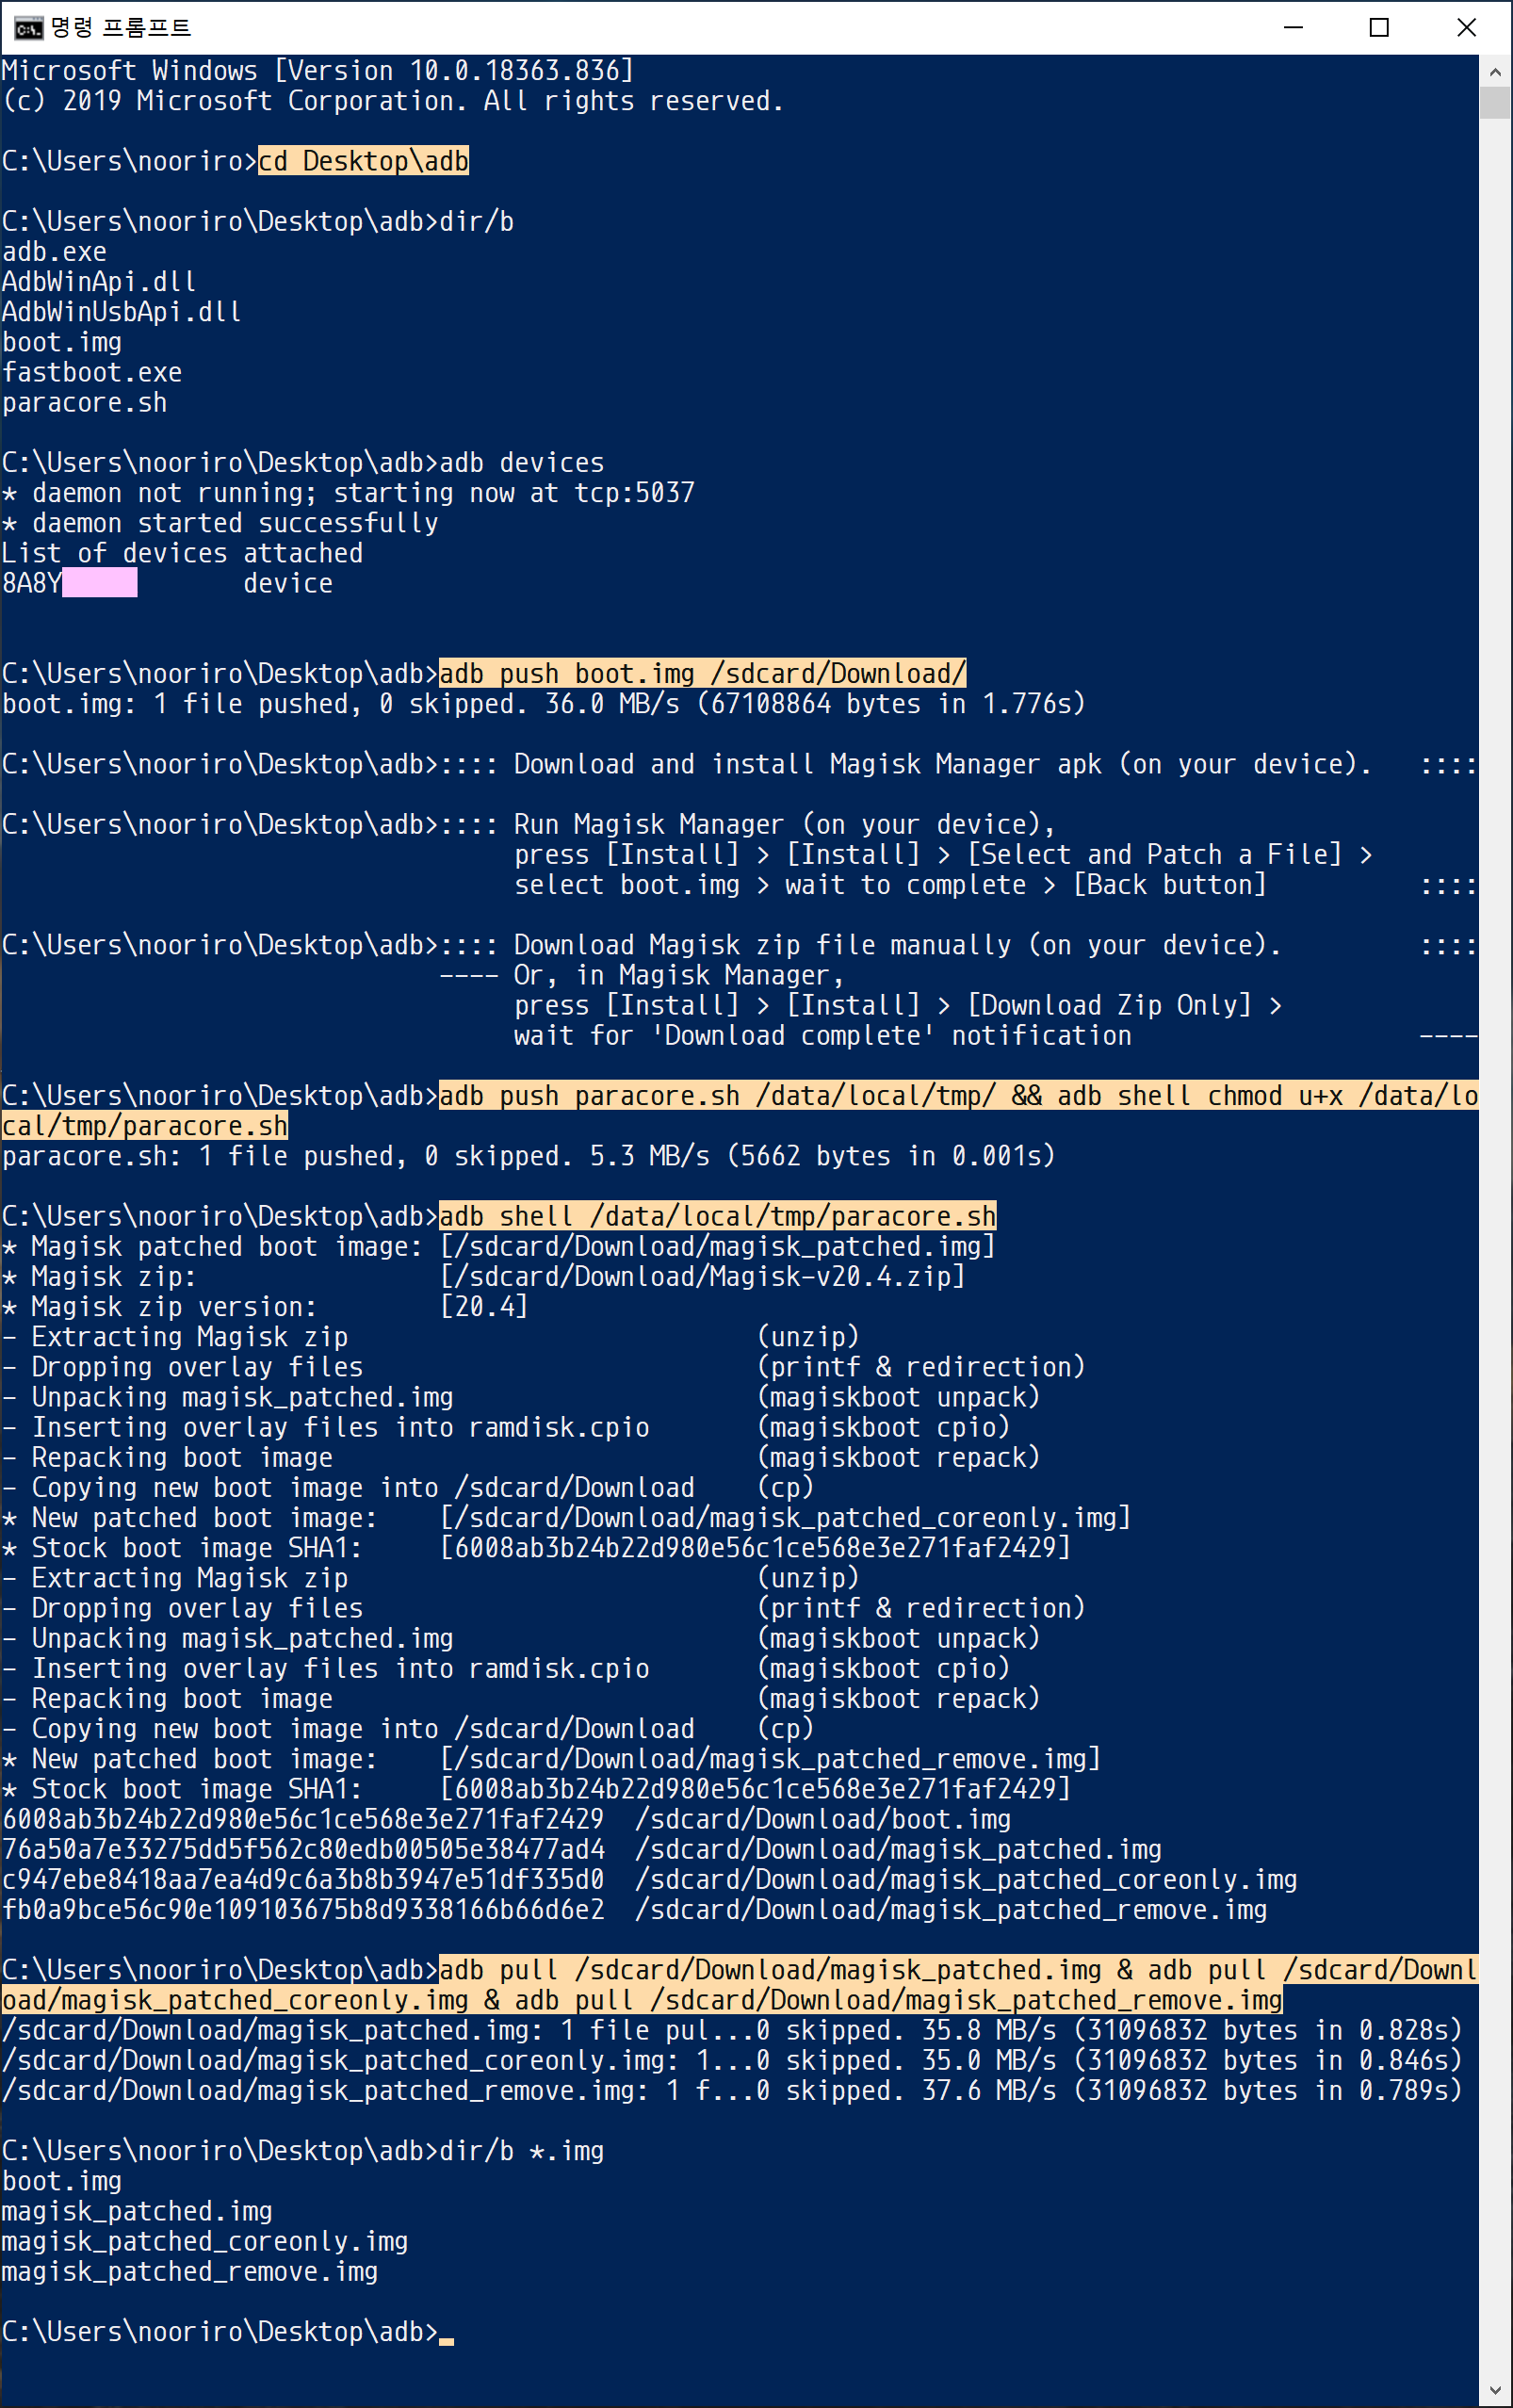 명령 프롬프트
Microsoft Windows [Version 10.0.18363.836]
(c) 2019 Microsoft Corporation. All rights reserved.
C:\Users\nooriro>cd Desktop\adb
C:\Users\nooriro\Desktop\adb>dir/b
adb.exe
AdbWinApi.dll
AdbWinUsbApi.dll
boot.img
fastboot.exe
paracore.sh
C:\Users\nooriro\Desktop\adb>adb devices
* daemon not running; starting now at tcp:5037
* daemon started successfully
List of devices attached
8A8Y            device
C:\Users\nooriro\Desktop\adb>adb push boot.img /sdcard/Download/
boot.img: 1 file pushed, 0 skipped. 36.0 MB/s (67108864 bytes in 1.776s)
C:\Users\nooriro\Desktop\adb>:::: Download and install Magisk Manager apk (on your device).   ::::
C:\Users\nooriro\Desktop\adb>:::: Run Magisk Manager (on your device),
press [Install] > [Install] > [Select and Patch a File] >
select boot.img > wait to complete > [Back button]          ::::
C:\Users\nooriro\Desktop\adb>:::: Download Magisk zip file manually (on your device).         ::::
---- Or, in Magisk Manager,
press [Install] > [Install] > [Download Zip Only] >
wait for 'Download complete' notification                   ----
C:\Users\nooriro\Desktop\adb>adb push paracore.sh /data/local/tmp/ && adb shell chmod u+x /data/lo
cal/tmp/paracore.sh
paracore.sh: 1 file pushed, 0 skipped. 5.3 MB/s (5662 bytes in 0.001s)
C:\Users\nooriro\Desktop\adb>adb shell /data/local/tmp/paracore.sh
* Magisk patched boot image: [/sdcard/Download/magisk_patched.img]
* Magisk zip:                [/sdcard/Download/Magisk-v20.4.zip]
* Magisk zip version:        [20.4]
- Extracting Magisk zip                           (unzip)
- Dropping overlay files                          (printf & redirection)
- Unpacking magisk_patched.img                    (magiskboot unpack)
- Inserting overlay files into ramdisk.cpio       (magiskboot cpio)
- Repacking boot image                            (magiskboot repack)
- Copying new boot image into /sdcard/Download    (cp)
* New patched boot image:    [/sdcard/Download/magisk_patched_coreonly.img]
* Stock boot image SHA1:     [6008ab3b24b22d980e56c1ce568e3e271faf2429]
- Extracting Magisk zip                           (unzip)
- Dropping overlay files                          (printf & redirection)
- Unpacking magisk_patched.img                    (magiskboot unpack)
- Inserting overlay files into ramdisk.cpio       (magiskboot cpio)
- Repacking boot image                            (magiskboot repack)
- Copying new boot image into /sdcard/Download    (cp)
* New patched boot image:    [/sdcard/Download/magisk_patched_remove.img]
* Stock boot image SHA1:     [6008ab3b24b22d980e56c1ce568e3e271faf2429]
6008ab3b24b22d980e56c1ce568e3e271faf2429  /sdcard/Download/boot.img
76a50a7e33275dd5f562c80edb00505e38477ad4  /sdcard/Download/magisk_patched.img
c947ebe8418aa7ea4d9c6a3b8b3947e51df335d0  /sdcard/Download/magisk_patched_coreonly.img
fb0a9bce56c90e109103675b8d9338166b66d6e2  /sdcard/Download/magisk_patched_remove.img
C:\Users\nooriro\Desktop\adb>adb pull /sdcard/Download/magisk_patched.img & adb pull /sdcard/Downl
oad/magisk_patched_coreonly.img & adb pull /sdcard/Download/magisk_patched_remove.img
/sdcard/Download/magisk_patched.img: 1 file pul...0 skipped. 35.8 MB/s (31096832 bytes in 0.828s)
/sdcard/Download/magisk_patched_coreonly.img: 1...0 skipped. 35.0 MB/s (31096832 bytes in 0.846s)
/sdcard/Download/magisk_patched_remove.img: 1 f...0 skipped. 37.6 MB/s (31096832 bytes in 0.789s)
C:\Users\nooriro\Desktop\adb>dir/b *.img
boot.img
magisk_patched.img
magisk_patched_coreonly.img
magisk_patched_remove.img
C:\Users\nooriro\Desktop\adb>